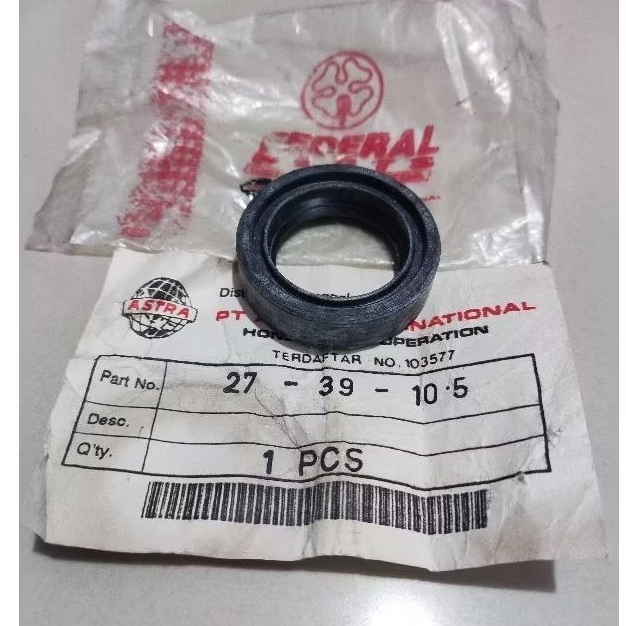 FEDERAL
ASTRA
PT
NATIONAL
OPERATION
TERDAFTAR NO. 103577
Part No. 27 - 39 - 10.5
Desc.
Q'ty. 1 PCS